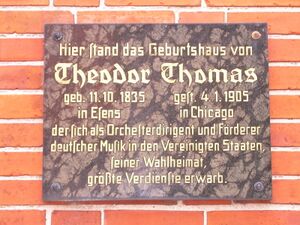 Hier stand das Geburtshaus von
Theodor Thomas
geb. 11.10.1835 gest. 4.1.1905
in Esens in Chicago
der sich als Orchesterdirigent und Förderer
deutscher Musik in den Vereinigten Staaten,
seiner Wahlheimat,
größte Verdienste erwarb.